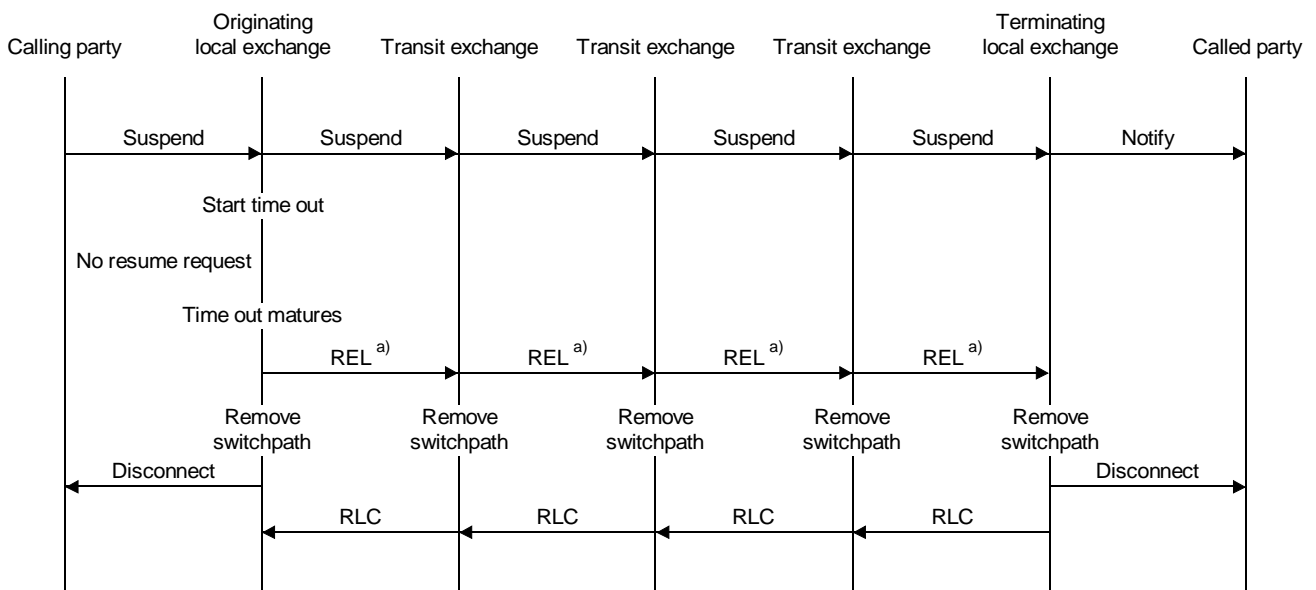 Originating
local exchange
Terminating
local exchange
Calling party
Transit exchange
Transit exchange
Transit exchange
Called party
Suspend
Suspend
Suspend
Suspend
Suspend
Notify
Start time out
No resume request
Time out matures
REL a)
REL a)
REL a)
REL a)
Remove
switchpath
Remove
switchpath
Remove
switchpath
Remove
switchpath
Remove
switchpath
Disconnect
Disconnect
RLC
RLC
RLC
RLC